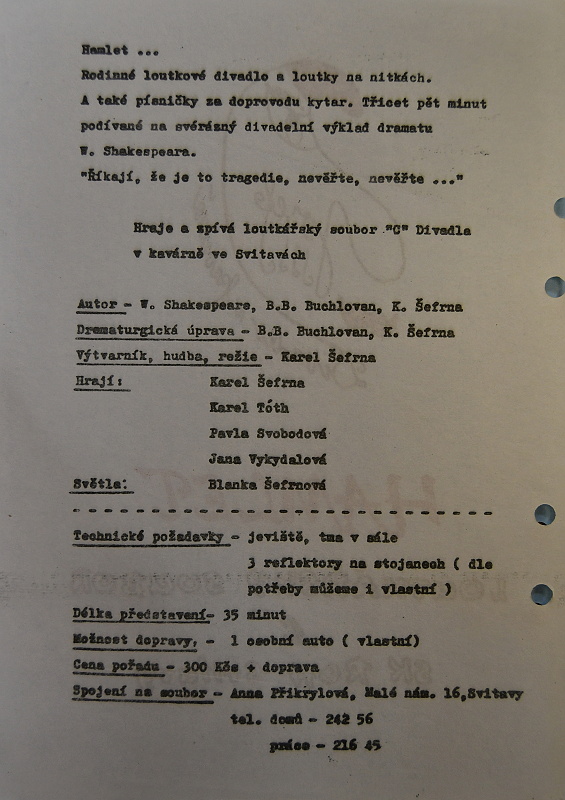 Hamlet ...
Rodinné loutkové divadlo a loutky na nitkách.
A také písničky za doprovodu kytar. Třicet pět minut
podívané na svérázný divadelní výklad dramatu
W. Shakespeara.
"Říkají, že je to tragedie, nevěřte, nevěřte ..."
Hraje a zpívá loutkářský soubor "C" Divadla
v kavárně ve Svitavách
Autor - W. Shakespeare, B.B. Buchlovan, K. Šefrna
Dramaturgická úprava - B.B. Buchlovan, K. Šefrna
Výtvarník, hudba, režie - Karel Šefrna
Hrají: Karel Šefrna
Karel Tóth
Pavla Svobodová
Jana Vykydalová
Světla: Blanka Šefrnová
Technické požadavky - jeviště, tma v sále
3 reflektory na stojanech ( dle
potřeby můžeme i vlastní )
Délka představení- 35 minut
Možnost dopravy, - 1 osobní auto ( vlastní)
Cena pořadu - 300 Kčs + doprava
Spojení na soubor - Anna Přikrylová, Malé nám. 16,Svitavy
tel. domů - 242 56
práce - 216 45